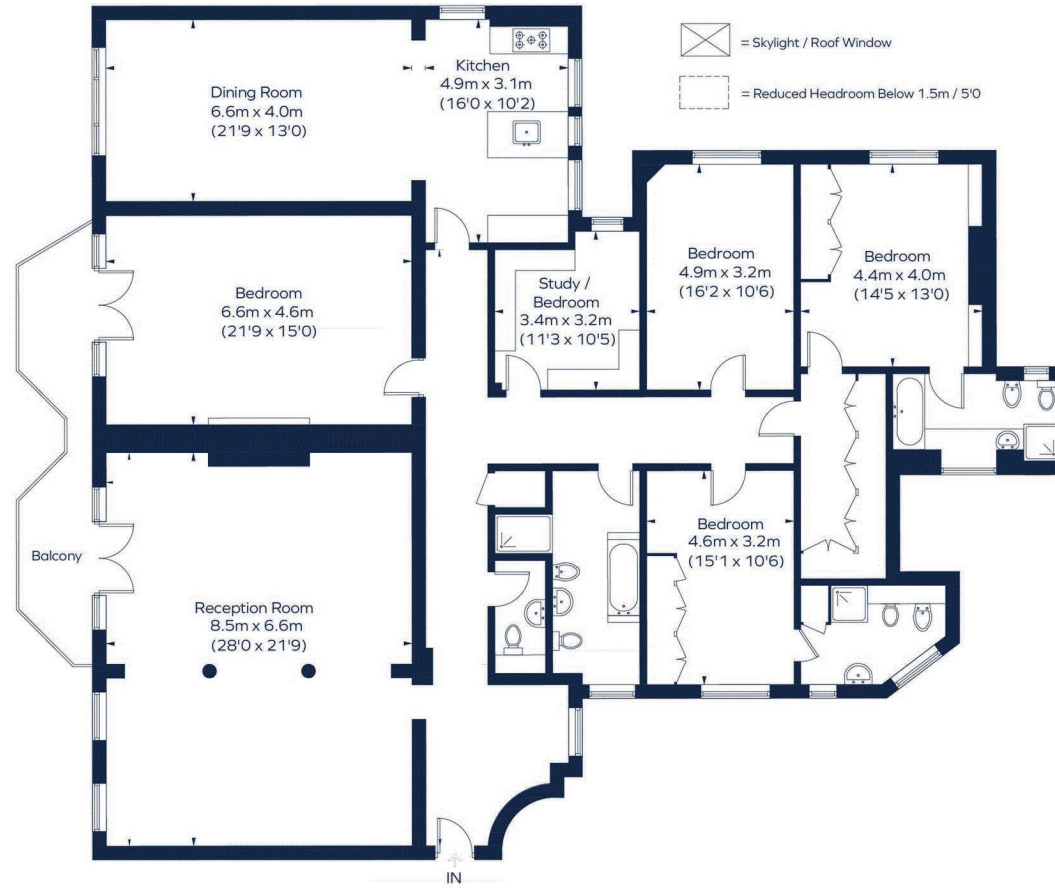 = Skylight / Roof Window
= Reduced Headroom Below 1.5m / 5'0
Kitchen
4.9m x 3.1m
(16'0 x 10'2)
Dining Room
6.6m x 4.0m
(21'9 x 13'0)
Bedroom
6.6m x 4.6m
(21'9 x 15'0)
Study /
Bedroom
3.4m x 3.2m
(11'3 x 10'5)
Bedroom
4.9m x 3.2m
(16'2 x 10'6)
Bedroom
4.4m x 4.0m
(14'5 x 13'0)
Bedroom
4.6m x 3.2m
(15'1 x 10'6)
Balcony
Reception Room
8.5m x 6.6m
(28'0 x 21'9)
IN